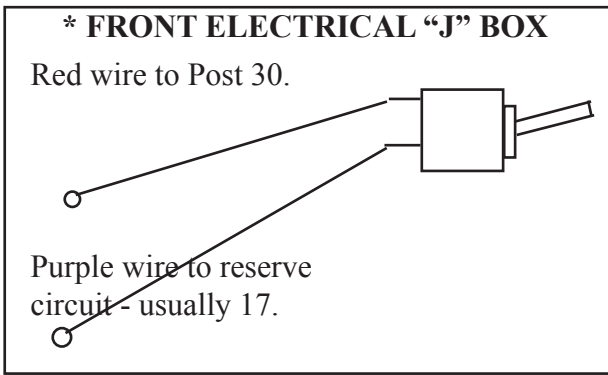 * FRONT ELECTRICAL “J” BOX
Red wire to Post 30.
Purple wire to reserve
circuit - usually 17.